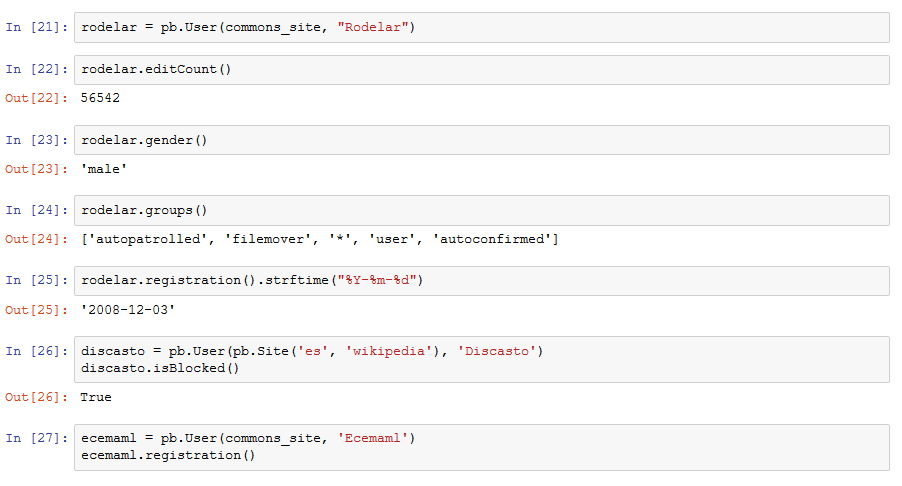 In [21]: rodelar = pb.User(commons_site, "Rodelar")
In [22]: rodelar.editCount()
Out[22]: 56542
In [23]: rodelar.gender()
Out[23]: 'male'
In [24]: rodelar.groups()
Out[24]: ['autopatrolled', 'filemover', '*', 'user', 'autoconfirmed']
In [25]: rodelar.registration().strftime("%Y-%m-%d")
Out[25]: '2008-12-03'
In [26]: discasto = pb.User(pb.Site('es', 'wikipedia'), 'Discasto')
discasto.isBlocked()
Out[26]: True
In [27]: ecemaml = pb.User(commons_site, 'Ecemaml')
ecemaml.registration()